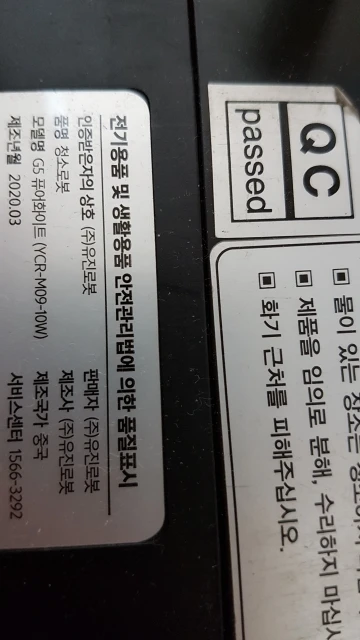 QC
passed
▣ 물이 있는
▣ 제품을 임의로 분해, 수리하지 마십시
▣ 화기 근처를 피해주십시오.
전기용품 및 생활용품 안전관리법에 의한 품질표시
인증받은자의 상호 (주)유진로봇 판매자 (주)유진로봇
품명 청소로봇 제조사 (주)유진로봇
모델명 G5 퓨어화이트 (YCR-M09-10W) 제조국가 중국
제조년월 2020.03 서비스센터 1566-3292